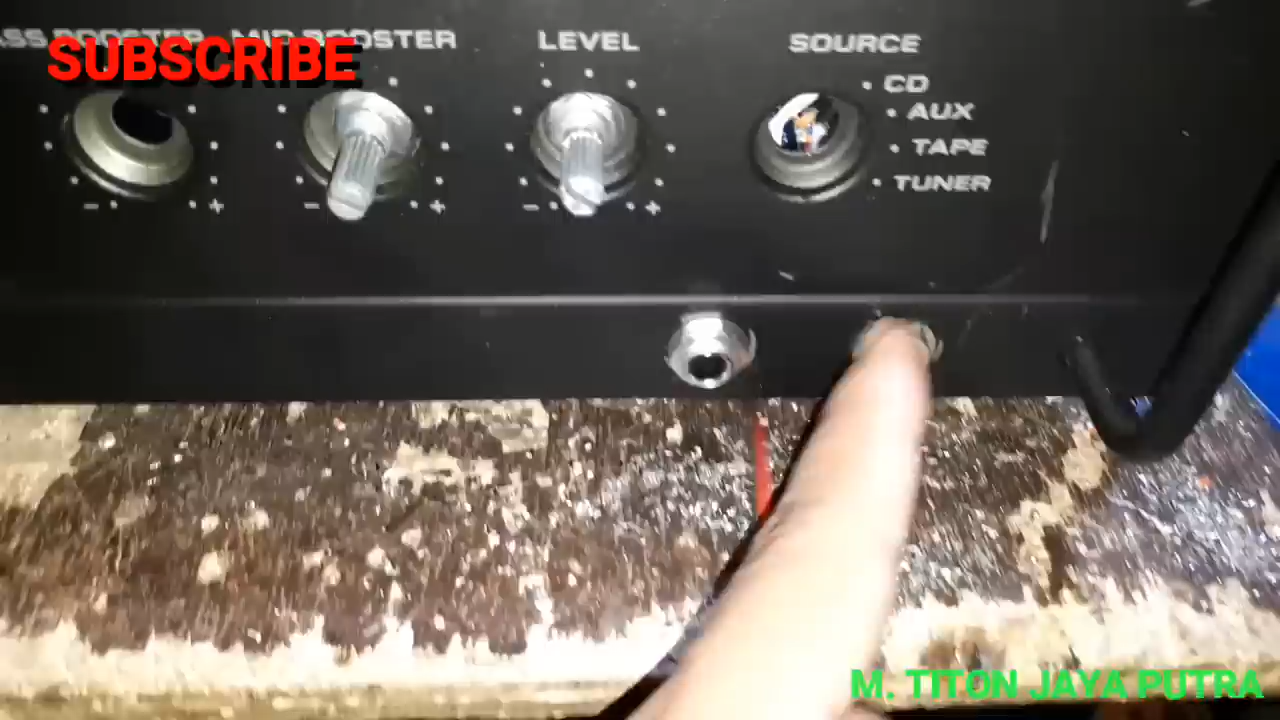 SUBSCRIBE
MID BOOSTER
LEVEL
SOURCE
CD
AUX
TAPE
TUNER
- +
- +
- +
M. TITON JAYA PUTRA